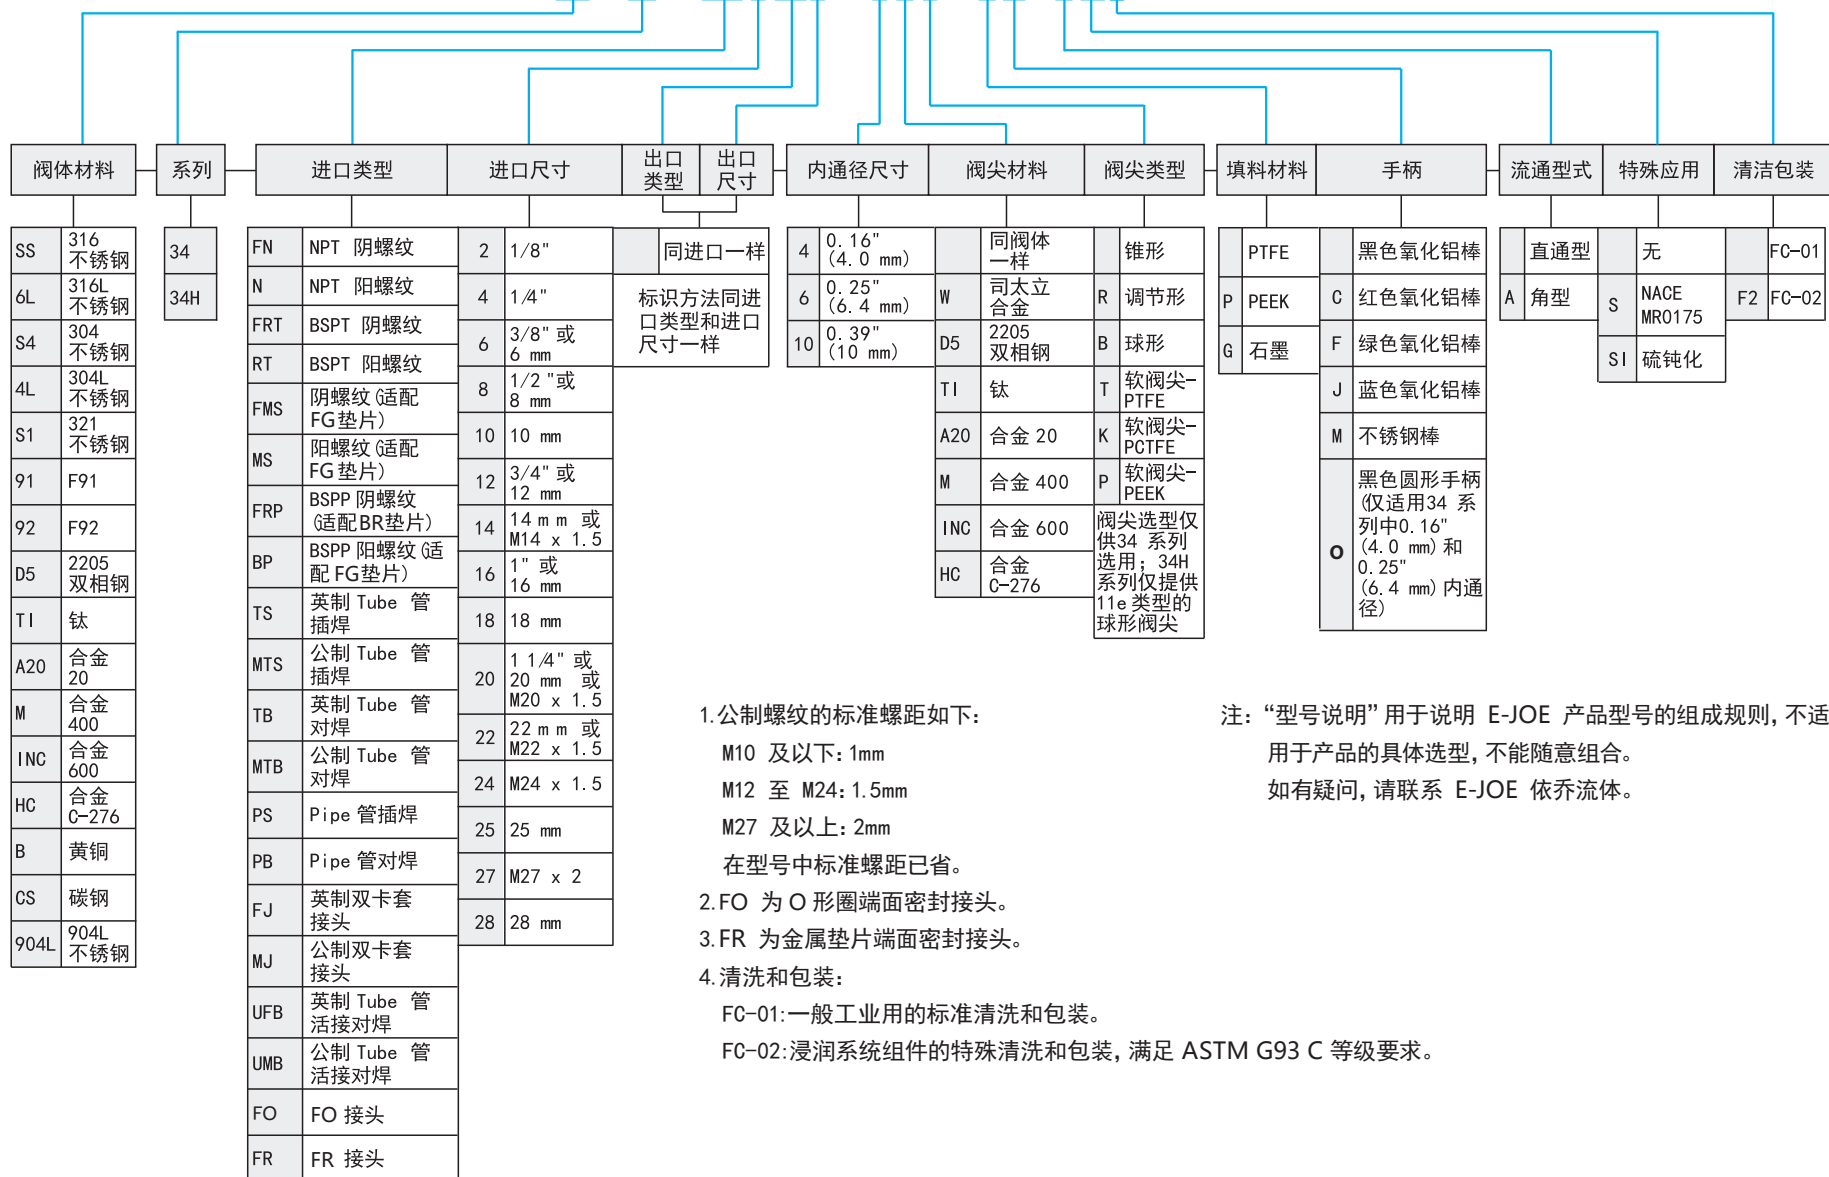 阀体材料
系列
进口类型
进口尺寸
出口
类型
出口
尺寸
内通径尺寸
阀尖材料
阀尖类型
填料材料
手柄
流通型式
特殊应用
清洁包装
SS
316
不锈钢
6L
316L
不锈钢
S4
304
不锈钢
4L
304L
不锈钢
S1
321
不锈钢
91
F91
92
F92
D5
2205
双相钢
TI
钛
A20
合金
20
M
合金
400
INC
合金
600
HC
合金
C-276
B
黄铜
CS
碳钢
904L
904L
不锈钢
34
34H
FN
NPT 阴螺纹
N
NPT 阳螺纹
FRT
BSPT 阴螺纹
RT
BSPT 阳螺纹
FMS
阴螺纹(适配
FG垫片)
MS
阳螺纹(适配
FG垫片)
FRP
BSPP 阴螺纹
(适配BR垫片)
BP
BSPP 阳螺纹(适
配 FG垫片)
TS
英制 Tube 管
插焊
MTS
公制 Tube 管
插焊
TB
英制 Tube 管
对焊
MTB
公制 Tube 管
对焊
PS
Pipe 管插焊
PB
Pipe 管对焊
FJ
英制双卡套
接头
MJ
公制双卡套
接头
UFB
英制 Tube 管
活接对焊
UMB
公制 Tube 管
活接对焊
FO
FO 接头
FR
FR 接头
2
1/8"
4
1/4"
6
3/8" 或
6 mm
8
1/2 "或
8 mm
10
10 mm
12
3/4" 或
12 mm
14
14 mm 或
M14 x 1.5
16
1" 或
16 mm
18
18 mm
20
1 1/4" 或
20 mm 或
M20 x 1.5
22
22 mm 或
M22 x 1.5
24
M24 x 1.5
25
25 mm
27
M27 x 2
28
28 mm
同进口一样
标识方法同进
口类型和进口
尺寸一样
4
0.16"
(4.0 mm)
6
0.25"
(6.4 mm)
10
0.39"
(10 mm)
同阀体
一样
W
司太立
合金
D5
2205
双相钢
TI
钛
A20
合金 20
M
合金 400
INC
合金 600
HC
合金
C-276
锥形
R
调节形
B
球形
T
软阀尖-
PTFE
K
软阀尖-
PCTFE
P
软阀尖-
PEEK
阀尖选型仅
供34 系列
选用；34H
系列仅提供
11e 类型的
球形阀尖
PTFE
P
PEEK
G
石墨
黑色氧化铝棒
C
红色氧化铝棒
F
绿色氧化铝棒
J
蓝色氧化铝棒
M
不锈钢棒
O
黑色圆形手柄
(仅适用34 系
列中0.16"
(4.0 mm)和
0.25"
(6.4 mm)内通
径)
直通型
A
角型
无
S
NACE
MR0175
SI
硫钝化
FC-01
F2
FC-02
1.公制螺纹的标准螺距如下：
M10 及以下：1mm
M12 至 M24：1.5mm
M27 及以上：2mm
在型号中标准螺距已省。
2.FO 为 O 形圈端面密封接头。
3.FR 为金属垫片端面密封接头。
4.清洗和包装：
FC-01:一般工业用的标准清洗和包装。
FC-02:浸润系统组件的特殊清洗和包装，满足 ASTM G93 C 等级要求。
注：“型号说明”用于说明 E-JOE 产品型号的组成规则，不适
用于产品的具体选型，不能随意组合。
如有疑问，请联系 E-JOE 依乔流体。